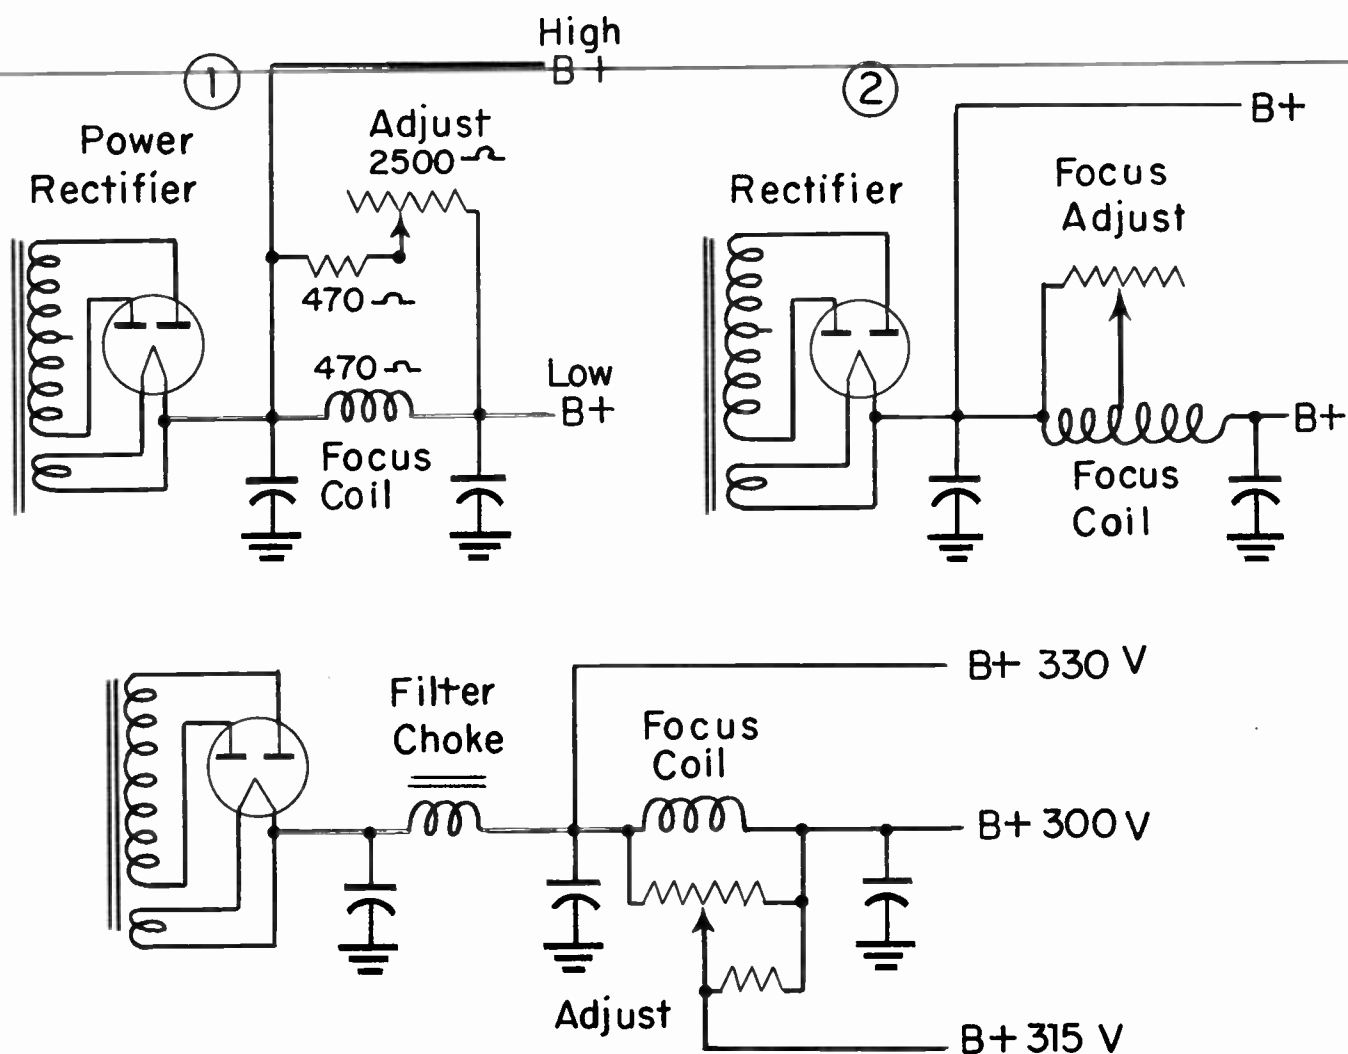 1
High
B+
Power
Rectifier
Adjust
2500 Ω
470 Ω
470 Ω
Focus
Coil
Low
B+
2
B+
Rectifier
Focus
Adjust
Focus
Coil
B+
Filter
Choke
Focus
Coil
B+ 330 V
B+ 300 V
Adjust
B+ 315 V